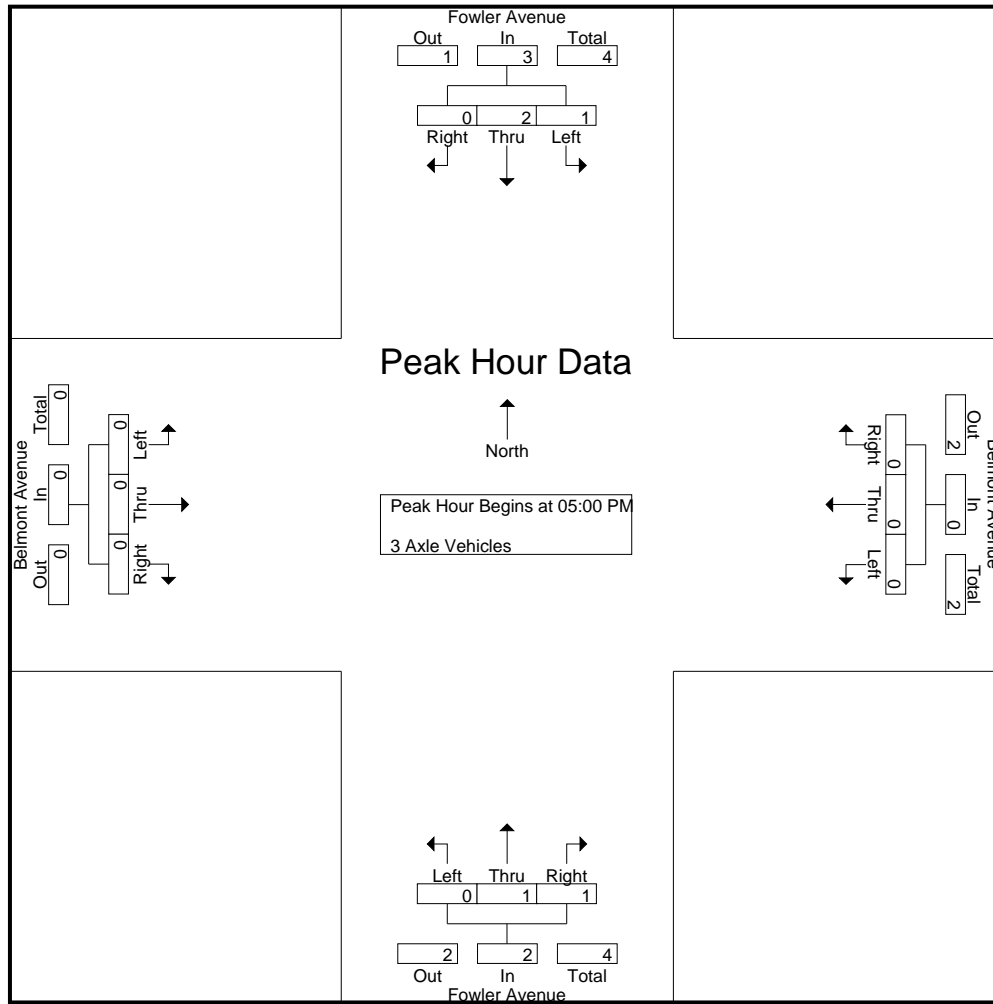 Fowler Avenue
Out In Total
1 3 4
0 2 1
Right Thru Left
Peak Hour Data
North
Peak Hour Begins at 05:00 PM
3 Axle Vehicles
Belmont Avenue
Total In Out
0 0 0
0 0 0
Left Thru Right
Right Thru Left
0 0 0
Out In Total
2 0 2
Belmont Avenue
Left Thru Right
0 1 1
2 2 4
Out In Total
Fowler Avenue